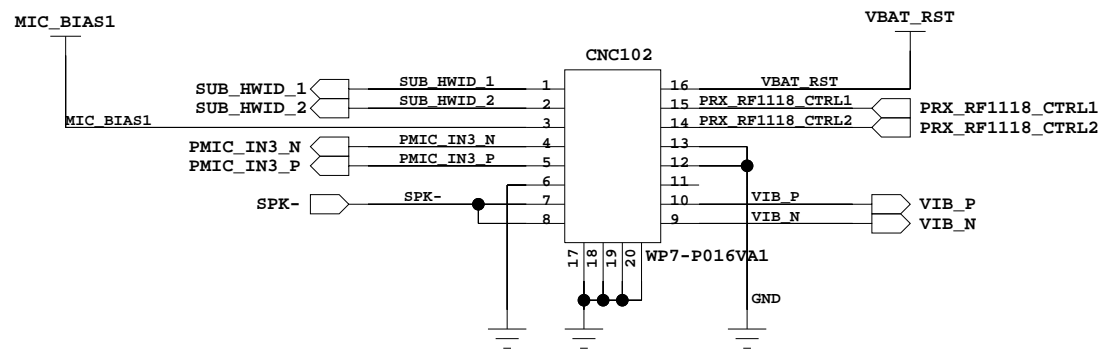 MIC_BIAS1
VBAT_RST
CNC102
SUB_HWID_1 SUB_HWID_1 1 16 VBAT_RST
SUB_HWID_2 SUB_HWID_2 2 15 PRX_RF1118_CTRL1 PRX_RF1118_CTRL1
MIC_BIAS1 3 14 PRX_RF1118_CTRL2 PRX_RF1118_CTRL2
PMIC_IN3_N PMIC_IN3_N 4 13
PMIC_IN3_P PMIC_IN3_P 5 12
6 11
SPK- SPK- 7 10 VIB_P VIB_P
8 9 VIB_N VIB_N
17 18 19 20 WP7-P016VA1
GND